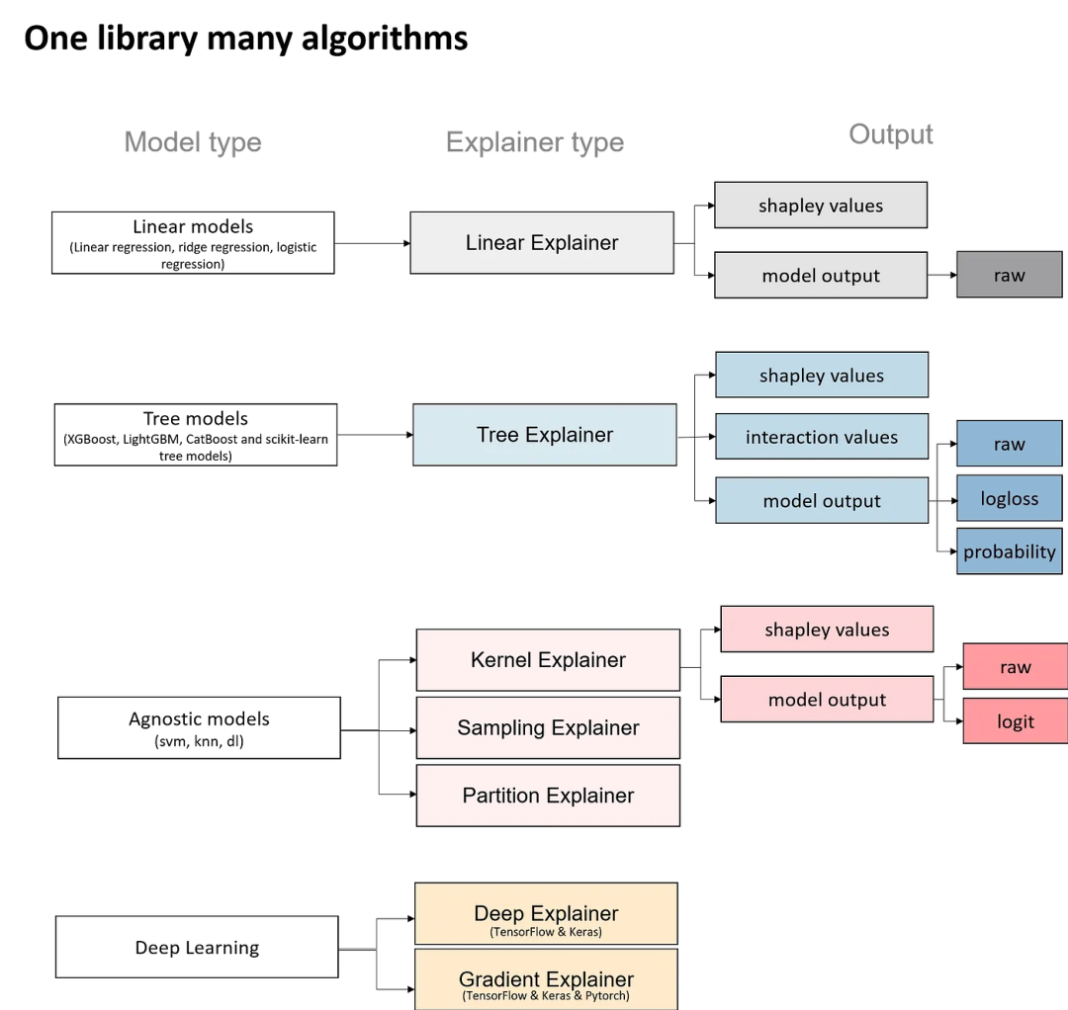 One library many algorithms
Model type
Explainer type
Output
Linear models
(Linear regression, ridge regression, logistic
regression)
Linear Explainer
shapley values
model output
raw
Tree models
(XGBoost, LightGBM, CatBoost and scikit-learn
tree models)
Tree Explainer
shapley values
interaction values
model output
raw
logloss
probability
Agnostic models
(svm, knn, dl)
Kernel Explainer
Sampling Explainer
Partition Explainer
shapley values
model output
raw
logit
Deep Learning
Deep Explainer
(TensorFlow & Keras)
Gradient Explainer
(TensorFlow & Keras & Pytorch)